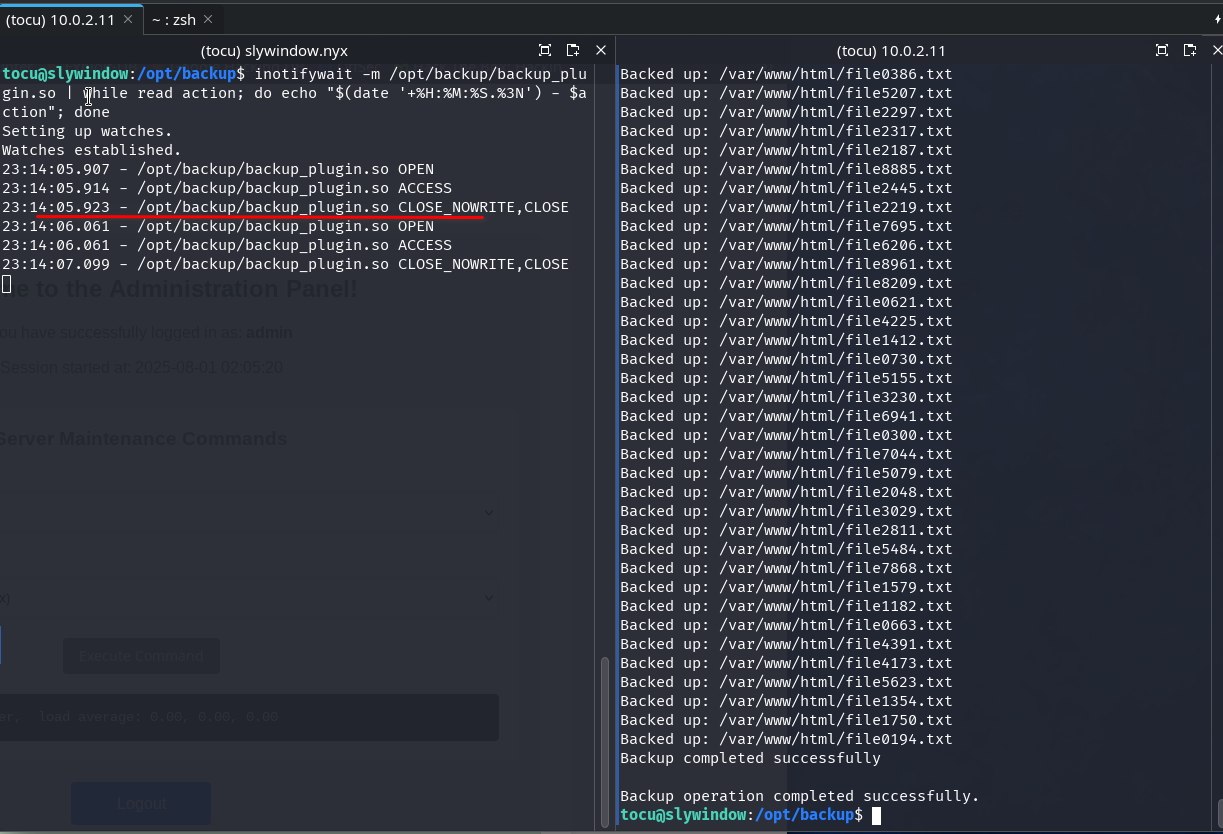 (tocu) 10.0.2.11 ×
~ : zsh ×
(tocu) slywindow.nyx
tocu@slywindow:/opt/backup$ inotifywait -m /opt/backup/backup_plu
gin.so | while read action; do echo "$(date '+%H:%M:%S.%3N') - $a
ction"; done
Setting up watches.
Watches established.
23:14:05.907 - /opt/backup/backup_plugin.so OPEN
23:14:05.914 - /opt/backup/backup_plugin.so ACCESS
23:14:05.923 - /opt/backup/backup_plugin.so CLOSE_NOWRITE,CLOSE
23:14:06.061 - /opt/backup/backup_plugin.so OPEN
23:14:06.061 - /opt/backup/backup_plugin.so ACCESS
23:14:07.099 - /opt/backup/backup_plugin.so CLOSE_NOWRITE,CLOSE
me to the Administration Panel!
ou have successfully logged in as: admin
Session started at: 2025-08-01 02:05:20
Server Maintenance Commands
x)
Execute Command
er, load average: 0.00, 0.00, 0.00
Logout
(tocu) 10.0.2.11
Backed up: /var/www/html/file0386.txt
Backed up: /var/www/html/file5207.txt
Backed up: /var/www/html/file2297.txt
Backed up: /var/www/html/file2317.txt
Backed up: /var/www/html/file2187.txt
Backed up: /var/www/html/file8885.txt
Backed up: /var/www/html/file2445.txt
Backed up: /var/www/html/file2219.txt
Backed up: /var/www/html/file7695.txt
Backed up: /var/www/html/file6206.txt
Backed up: /var/www/html/file8961.txt
Backed up: /var/www/html/file8209.txt
Backed up: /var/www/html/file0621.txt
Backed up: /var/www/html/file4225.txt
Backed up: /var/www/html/file1412.txt
Backed up: /var/www/html/file0730.txt
Backed up: /var/www/html/file5155.txt
Backed up: /var/www/html/file3230.txt
Backed up: /var/www/html/file6941.txt
Backed up: /var/www/html/file0300.txt
Backed up: /var/www/html/file7044.txt
Backed up: /var/www/html/file5079.txt
Backed up: /var/www/html/file2048.txt
Backed up: /var/www/html/file3029.txt
Backed up: /var/www/html/file2811.txt
Backed up: /var/www/html/file5484.txt
Backed up: /var/www/html/file7868.txt
Backed up: /var/www/html/file1579.txt
Backed up: /var/www/html/file1182.txt
Backed up: /var/www/html/file0663.txt
Backed up: /var/www/html/file4391.txt
Backed up: /var/www/html/file4173.txt
Backed up: /var/www/html/file5623.txt
Backed up: /var/www/html/file1354.txt
Backed up: /var/www/html/file1750.txt
Backed up: /var/www/html/file0194.txt
Backup completed successfully
Backup operation completed successfully.
tocu@slywindow:/opt/backup$